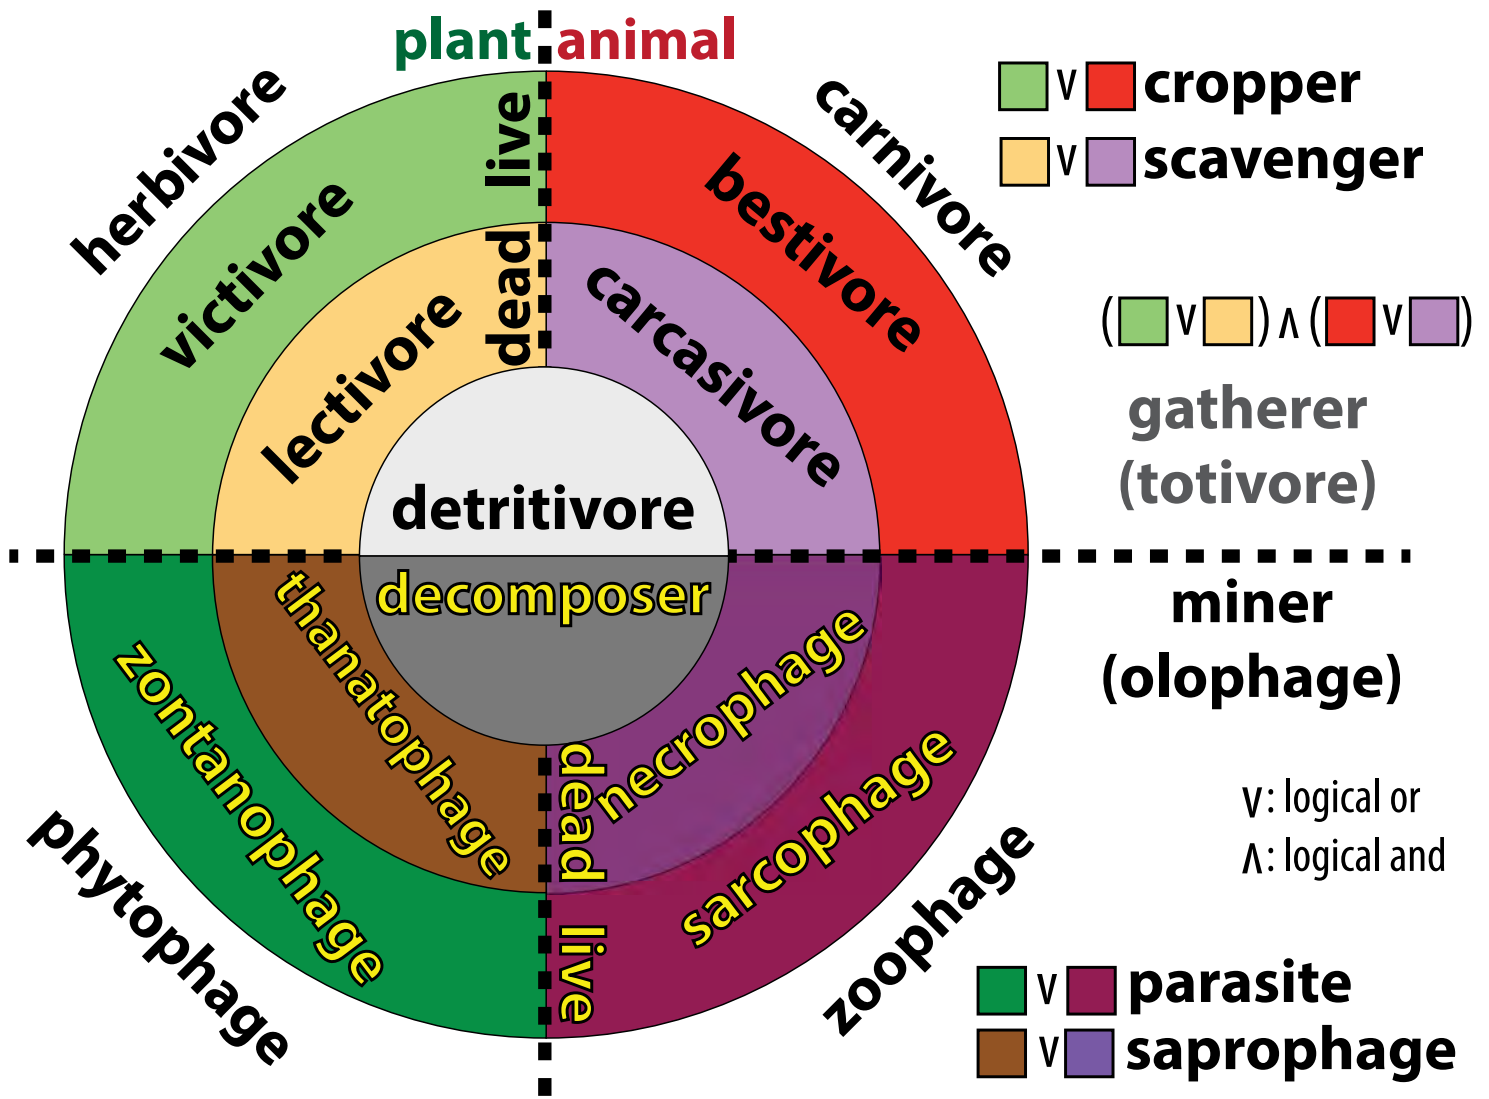 plant animal
herbivore
carnivore
live
dead
victivore
bestivore
lectivore
carcasivore
detritivore
decomposer
thanatophage
necrophage
zontanophage
sarcophage
dead
live
phytophage
zoophage
v cropper
v scavenger
( v ) ∧ ( v )
gatherer
(totivore)
miner
(olophage)
v: logical or
∧: logical and
v parasite
v saprophage